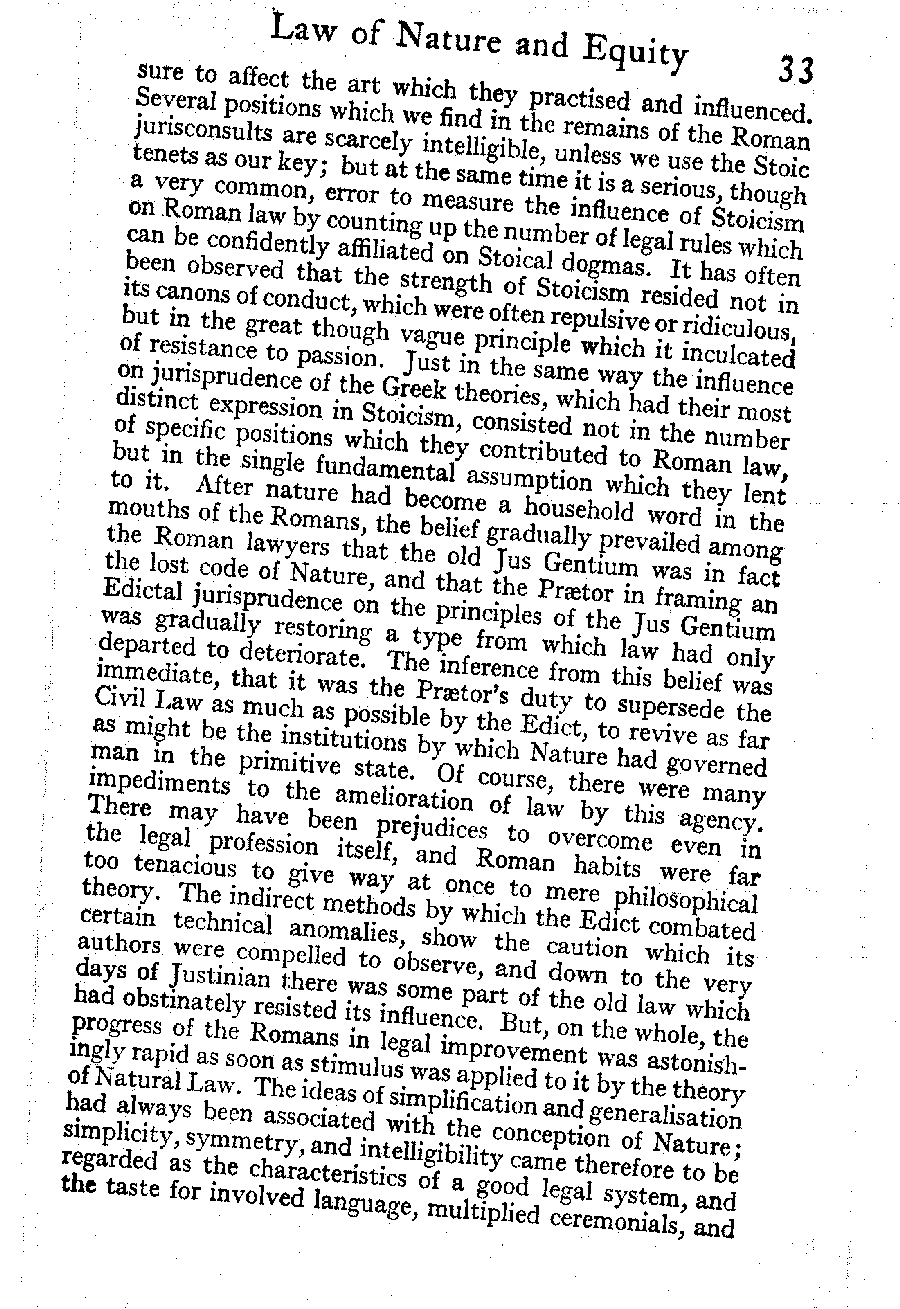 Law of Nature and Equity 33
sure to affect the art which they practised and influenced.
Several positions which we find in the remains of the Roman
jurisconsults are scarcely intelligible, unless we use the Stoic
tenets as our key; but at the same time it is a serious, though
a very common, error to measure the influence of Stoicism
on Roman law by counting up the number of legal rules which
can be confidently affiliated on Stoical dogmas. It has often
been observed that the strength of Stoicism resided not in
its canons of conduct, which were often repulsive or ridiculous,
but in the great though vague principle which it inculcated
of resistance to passion. Just in the same way the influence
on jurisprudence of the Greek theories, which had their most
distinct expression in Stoicism, consisted not in the number
of specific positions which they contributed to Roman law,
but in the single fundamental assumption which they lent
to it. After nature had become a household word in the
mouths of the Romans, the belief gradually prevailed among
the Roman lawyers that the old Jus Gentium was in fact
the lost code of Nature, and that the Prætor in framing an
Edictal jurisprudence on the principles of the Jus Gentium
was gradually restoring a type from which law had only
departed to deteriorate. The inference from this belief was
immediate, that it was the Prætor's duty to supersede the
Civil Law as much as possible by the Edict, to revive as far
as might be the institutions by which Nature had governed
man in the primitive state. Of course, there were many
impediments to the amelioration of law by this agency.
There may have been prejudices to overcome even in
the legal profession itself, and Roman habits were far
too tenacious to give way at once to mere philosophical
theory. The indirect methods by which the Edict combated
certain technical anomalies, show the caution which its
authors were compelled to observe, and down to the very
days of Justinian there was some part of the old law which
had obstinately resisted its influence. But, on the whole, the
progress of the Romans in legal improvement was astonish-
ingly rapid as soon as stimulus was applied to it by the theory
of Natural Law. The ideas of simplification and generalisation
had always been associated with the conception of Nature;
simplicity, symmetry, and intelligibility came therefore to be
regarded as the characteristics of a good legal system, and
the taste for involved language, multiplied ceremonials, and